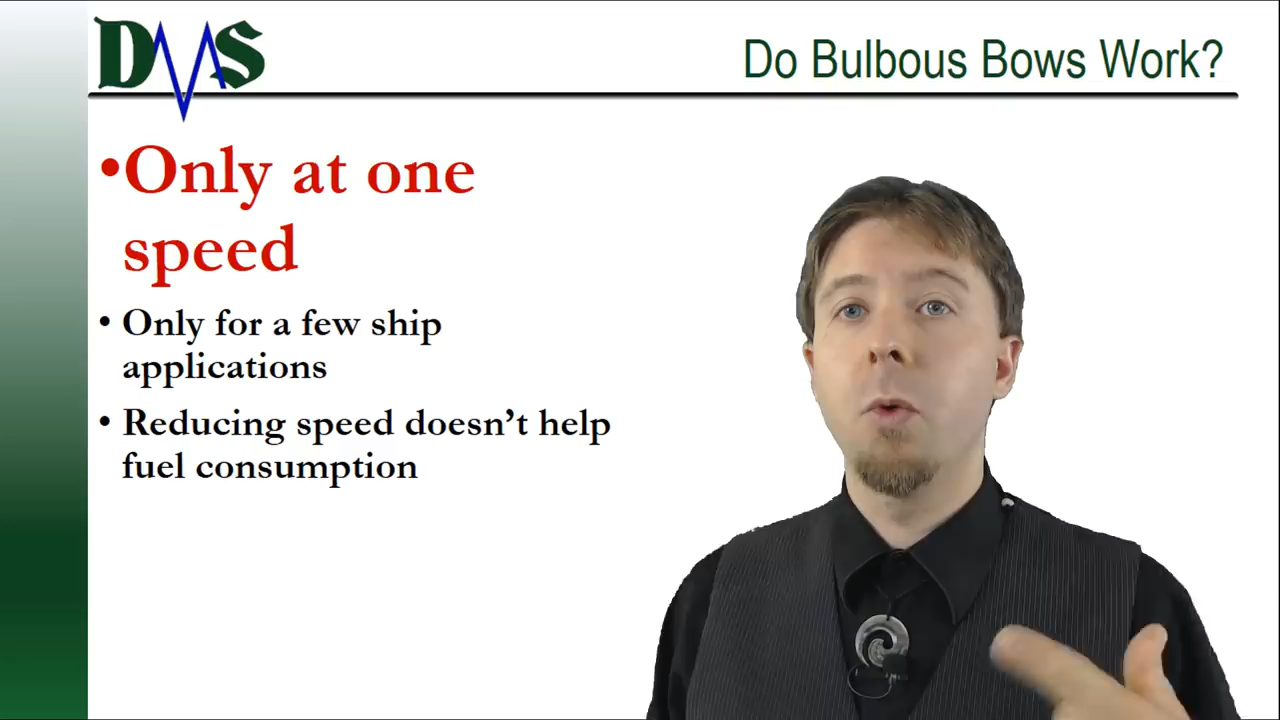 DMS
Do Bulbous Bows Work?
•Only at one
speed
• Only for a few ship
applications
• Reducing speed doesn’t help
fuel consumption